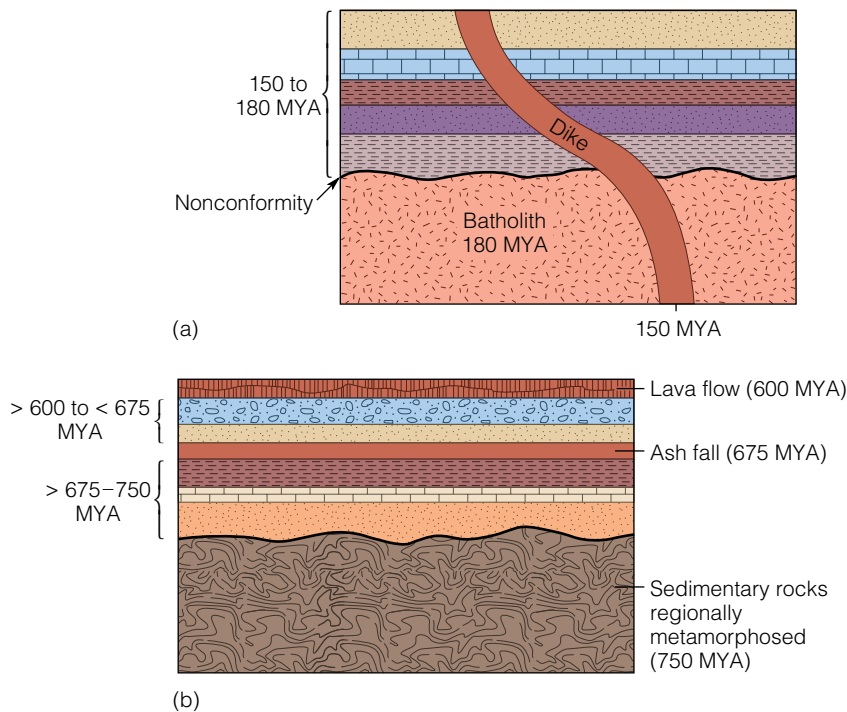 150 to
180 MYA
Dike
Nonconformity
Batholith
180 MYA
150 MYA
(a)
Lava flow (600 MYA)
> 600 to < 675
MYA
Ash fall (675 MYA)
> 675–750
MYA
Sedimentary rocks
regionally
metamorphosed
(750 MYA)
(b)